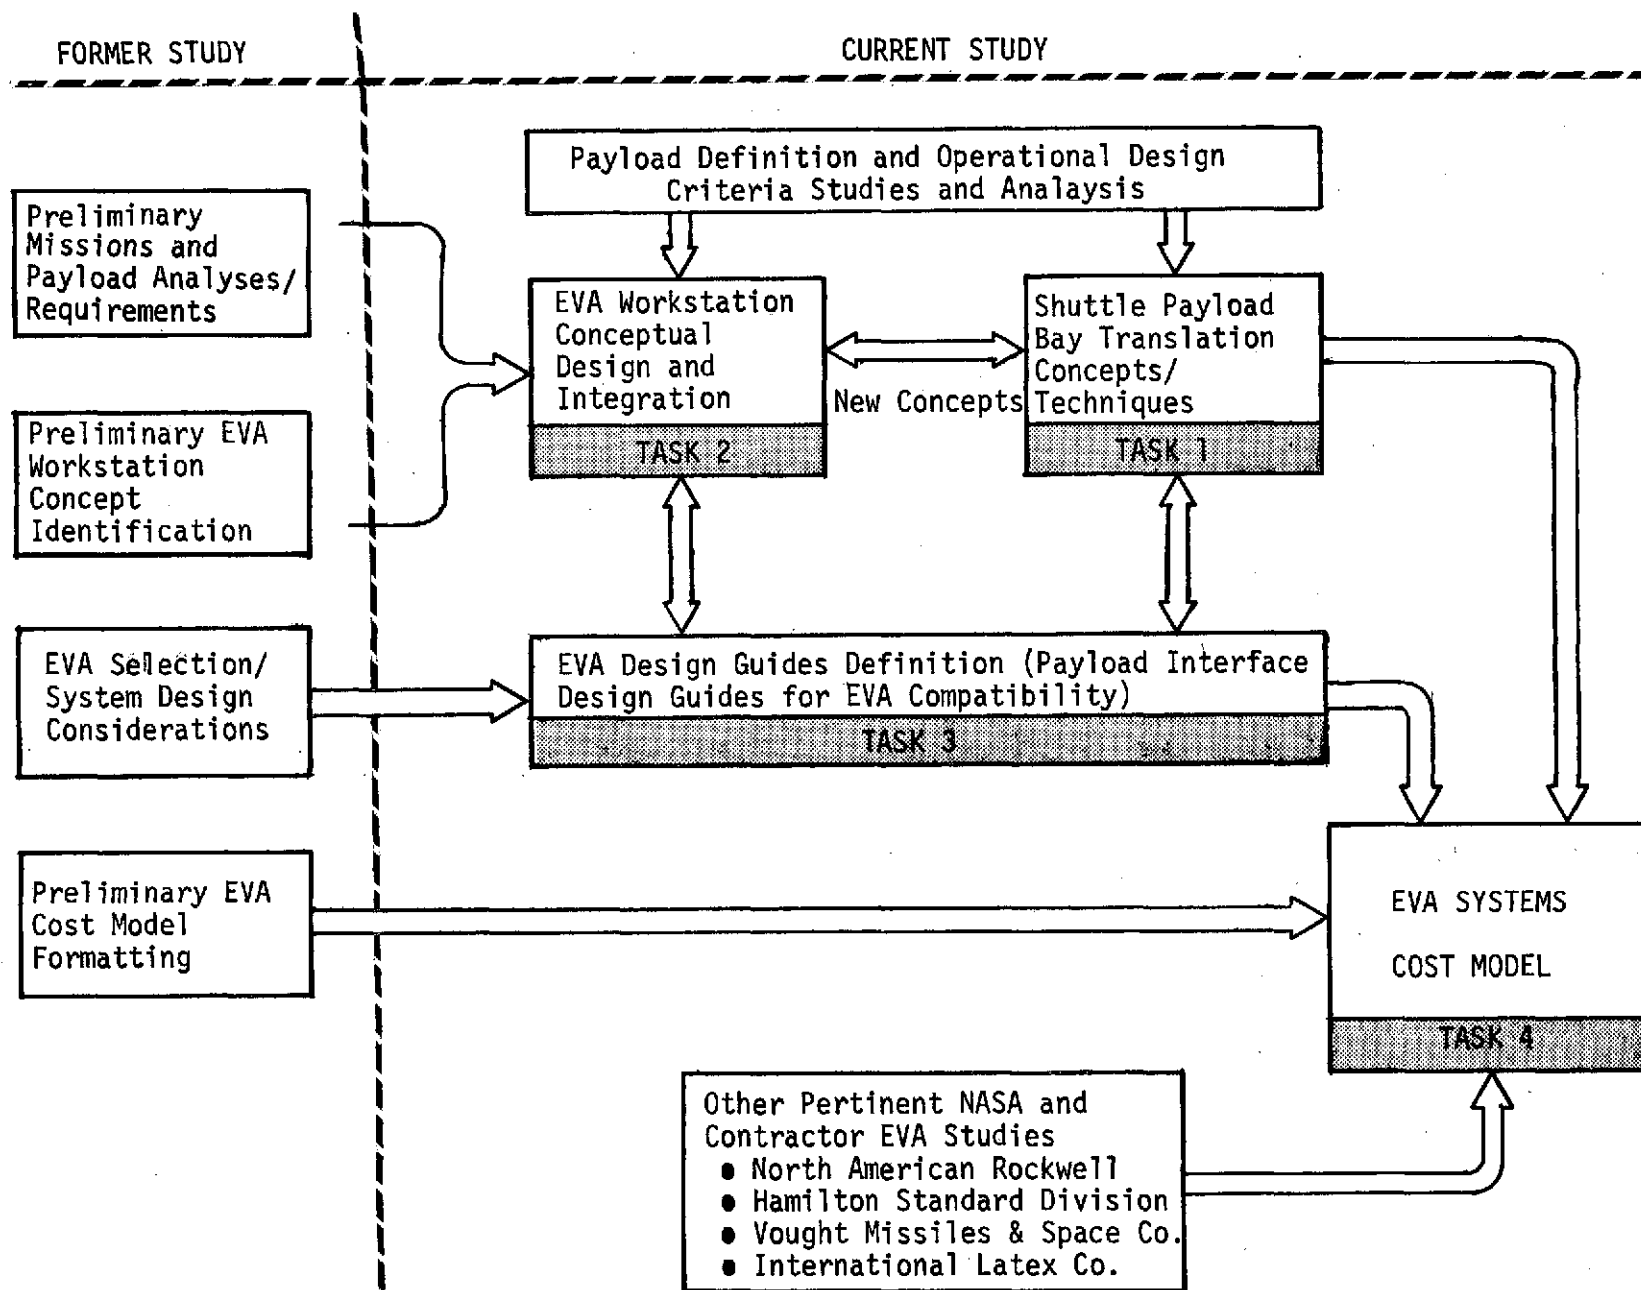 FORMER STUDY
CURRENT STUDY
Payload Definition and Operational Design
Criteria Studies and Analaysis
Preliminary
Missions and
Payload Analyses/
Requirements
EVA Workstation
Conceptual
Design and
Integration
TASK 2
New Concepts
Shuttle Payload
Bay Translation
Concepts/
Techniques
TASK 1
Preliminary EVA
Workstation
Concept
Identification
EVA Selection/
System Design
Considerations
EVA Design Guides Definition (Payload Interface
Design Guides for EVA Compatibility)
TASK 3
Preliminary EVA
Cost Model
Formatting
EVA SYSTEMS
COST MODEL
TASK 4
Other Pertinent NASA and
Contractor EVA Studies
● North American Rockwell
● Hamilton Standard Division
● Vought Missiles & Space Co.
● International Latex Co.